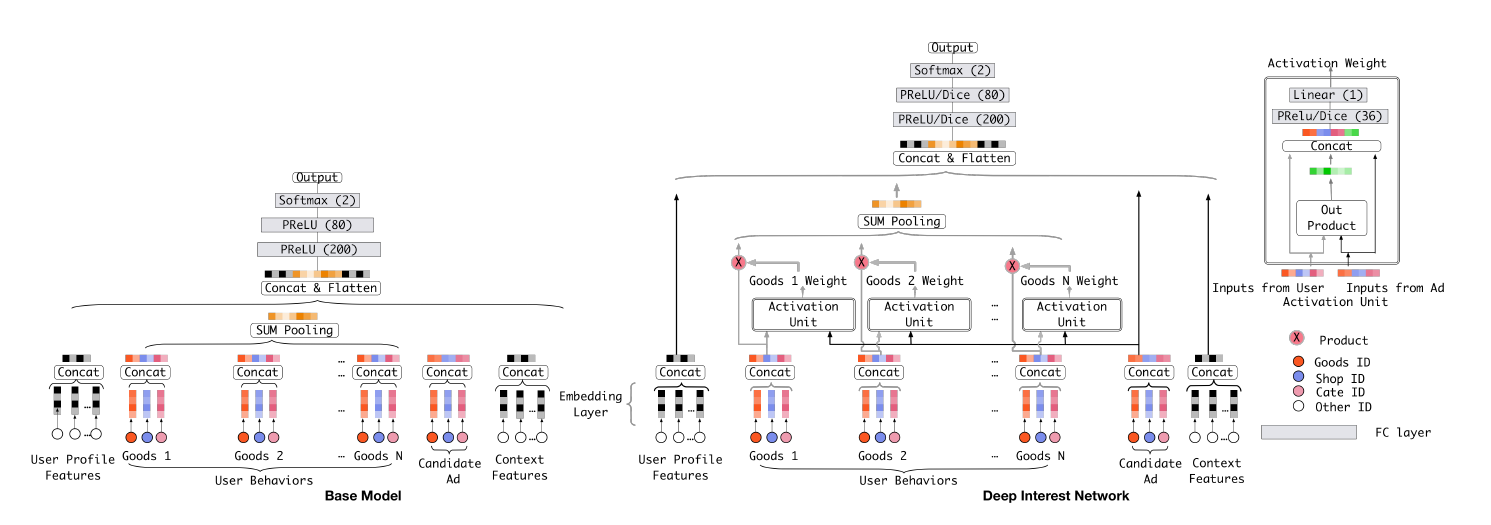 Output
Softmax (2)
PReLU (80)
PReLU (200)
Concat & Flatten
SUM Pooling
... 
Concat
Concat
Concat
...
Concat
Concat
Concat
...
...
...
...
Goods 1
Goods 2
...
Goods N
User Profile
Features
User Behaviors
Candidate
Ad
Context
Features
Base Model
Embedding
Layer
Output
Softmax (2)
PReLU/Dice (80)
PReLU/Dice (200)
Concat & Flatten
SUM Pooling
X
X
X
Goods 1 Weight
Goods 2 Weight
Goods N Weight
Activation
Unit
Activation
Unit
...
...
Activation
Unit
...
Concat
Concat
Concat
...
Concat
Concat
Concat
...
...
...
...
...
Goods 1
Goods 2
...
Goods N
User Profile
Features
User Behaviors
Candidate
Ad
Context
Features
Deep Interest Network
Activation Weight
Linear (1)
PRelu/Dice (36)
Concat
Out
Product
Inputs from User
Inputs from Ad
Activation Unit
X
Product
Goods ID
Shop ID
Cate ID
Other ID
FC layer